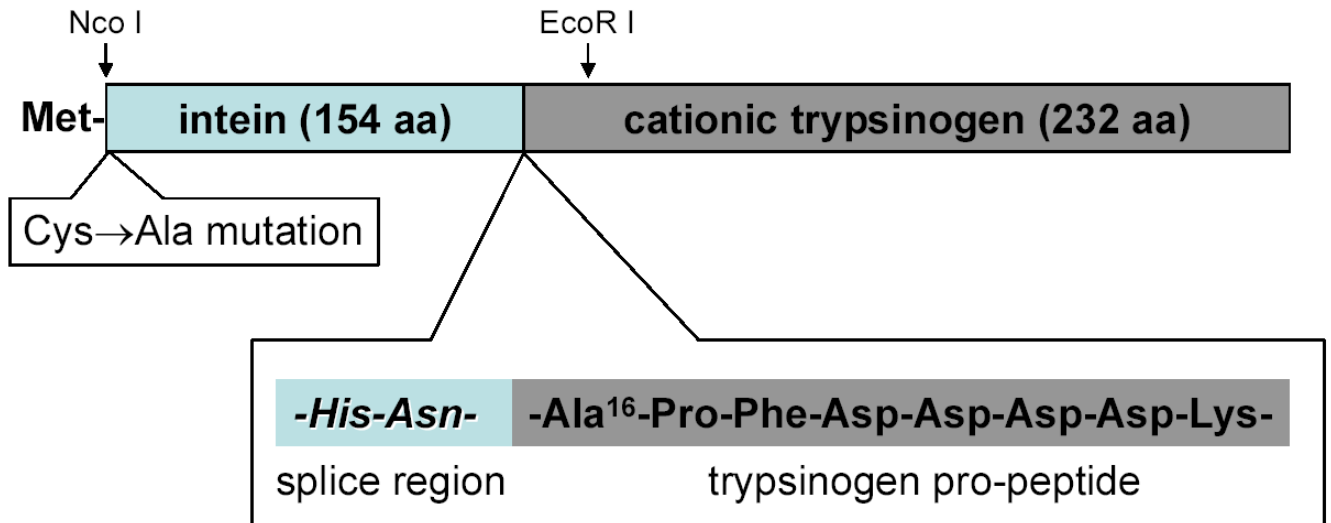 Nco I EcoR I
Met- intein (154 aa) cationic trypsinogen (232 aa)
Cys→Ala mutation
-His-Asn- -Ala¹⁶-Pro-Phe-Asp-Asp-Asp-Asp-Lys-
splice region trypsinogen pro-peptide